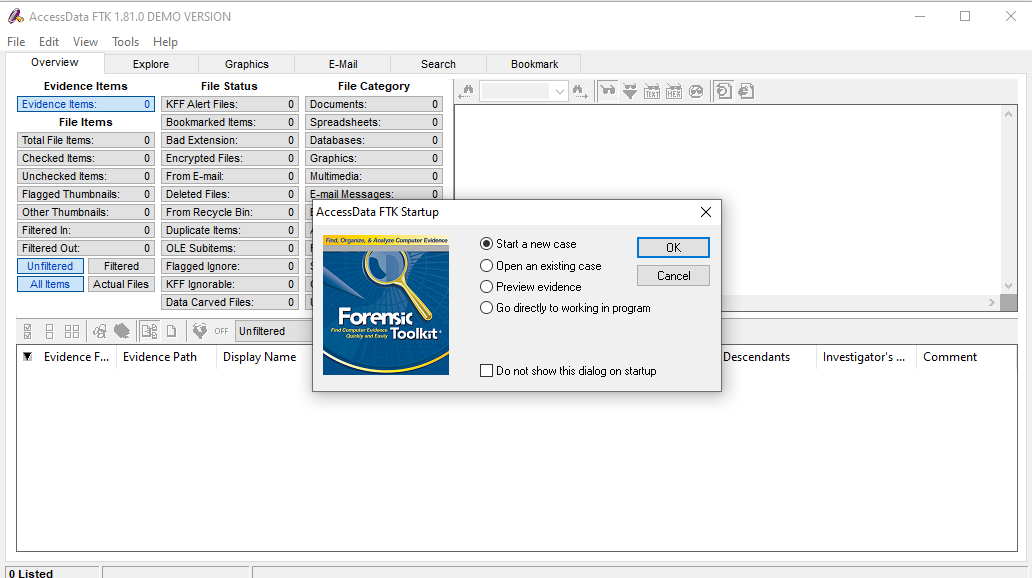 AccessData FTK 1.81.0 DEMO VERSION
File Edit View Tools Help
Overview Explore Graphics E-Mail Search Bookmark
Evidence Items File Status File Category
Evidence Items: 0 KFF Alert Files: 0 Documents: 0
File Items Bookmarked Items: 0 Spreadsheets: 0
Total File Items: 0 Bad Extension: 0 Databases: 0
Checked Items: 0 Encrypted Files: 0 Graphics: 0
Unchecked Items: 0 From E-mail: 0 Multimedia: 0
Flagged Thumbnails: 0 Deleted Files: 0 E-mail Messages: 0
Other Thumbnails: 0 From Recycle Bin: 0
Filtered In: 0 Duplicate Items: 0
Filtered Out: 0 OLE Subitems: 0
Unfiltered Filtered Flagged Ignore: 0
All Items Actual Files KFF Ignorable: 0
Data Carved Files: 0
TEXT HEX
AccessData FTK Startup
Find, Organize, & Analyze Computer Evidence
Forensic
Toolkit
Find Computer Evidence
Quickly and Easily
Start a new case
Open an existing case
Preview evidence
Go directly to working in program
Do not show this dialog on startup
OK
Cancel
OFF Unfiltered
Evidence F... Evidence Path Display Name Descendants Investigator's ... Comment
0 Listed